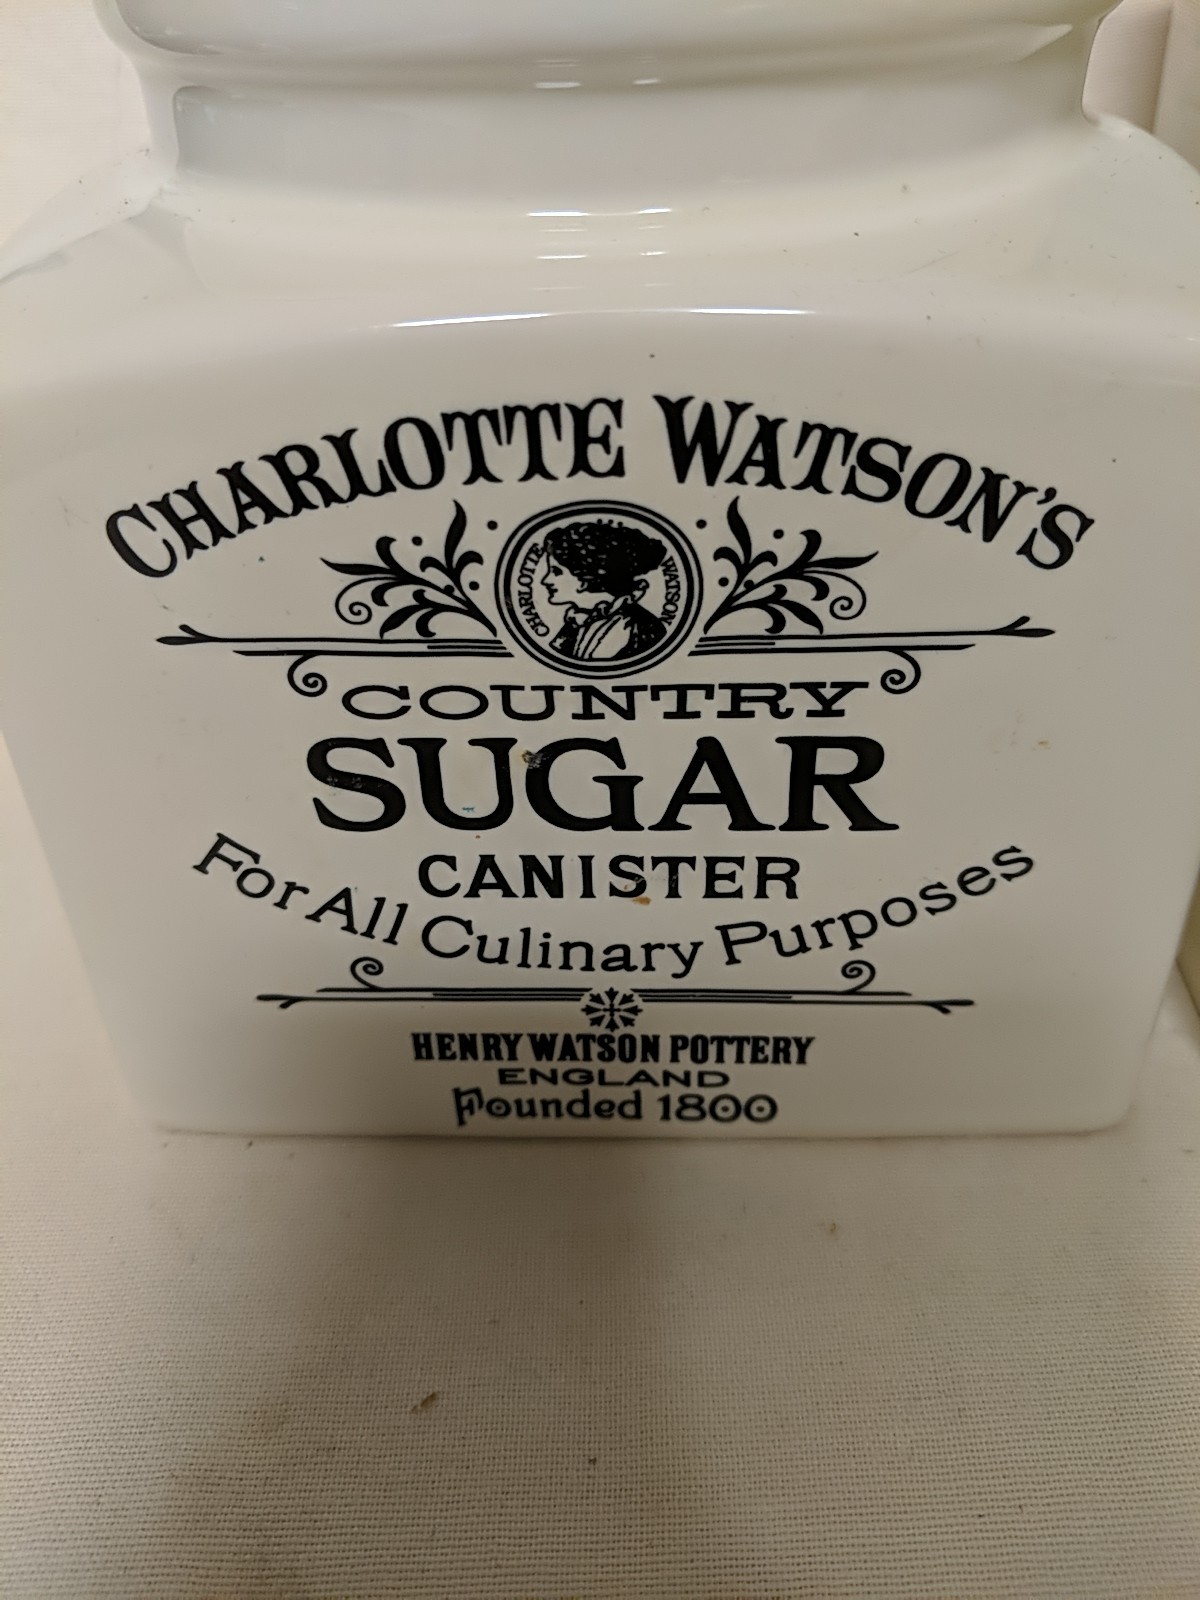 CHARLOTTE WATSON'S
CHARLOTTE WATSON
COUNTRY
SUGAR
CANISTER
For All Culinary Purposes
HENRY WATSON POTTERY
ENGLAND
Founded 1800